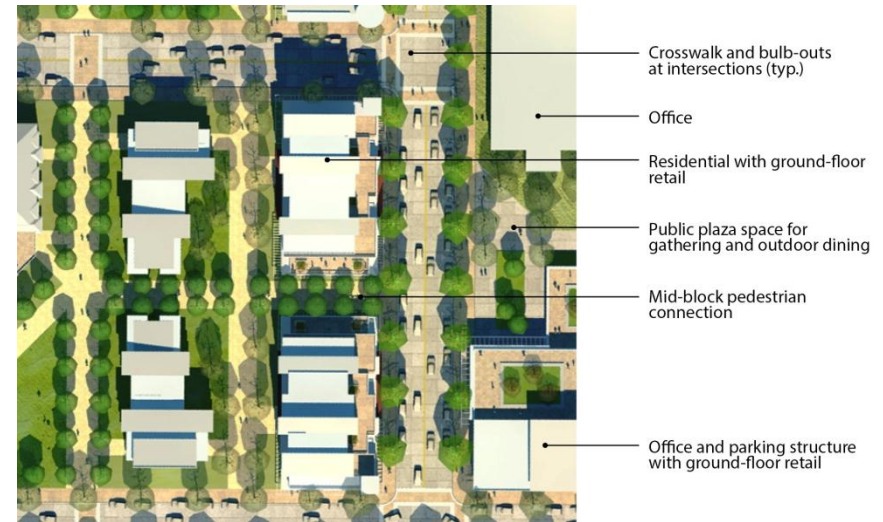 Crosswalk and bulb-outs
at intersections (typ.)
Office
Residential with ground-floor
retail
Public plaza space for
gathering and outdoor dining
Mid-block pedestrian
connection
Office and parking structure
with ground-floor retail